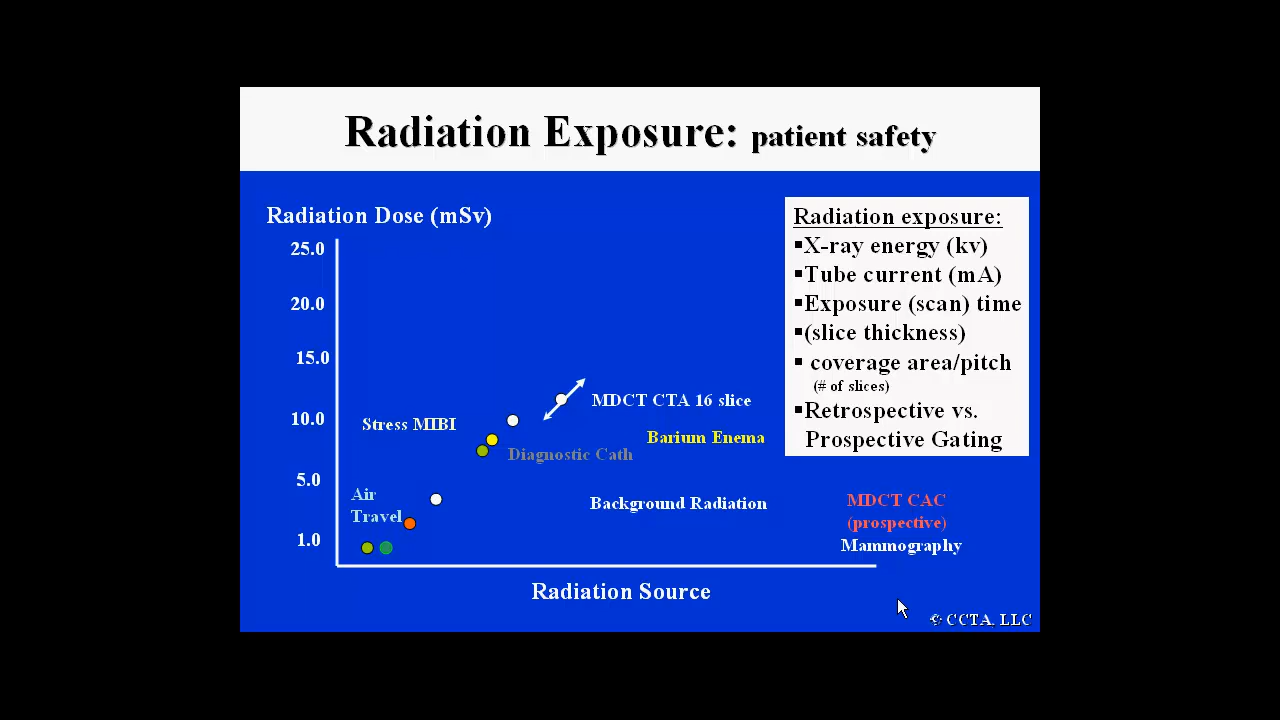 Radiation Exposure: patient safety
Radiation Dose (mSv)
25.0
20.0
15.0
10.0
5.0
1.0
Stress MIBI
Air
Travel
MDCT CTA 16 slice
Barium Enema
Diagnostic Cath
Background Radiation
MDCT CAC
(prospective)
Mammography
Radiation Source
Radiation exposure:
▪X-ray energy (kv)
▪Tube current (mA)
▪Exposure (scan) time
▪(slice thickness)
▪ coverage area/pitch
(# of slices)
▪Retrospective vs.
Prospective Gating
© CCTA, LLC